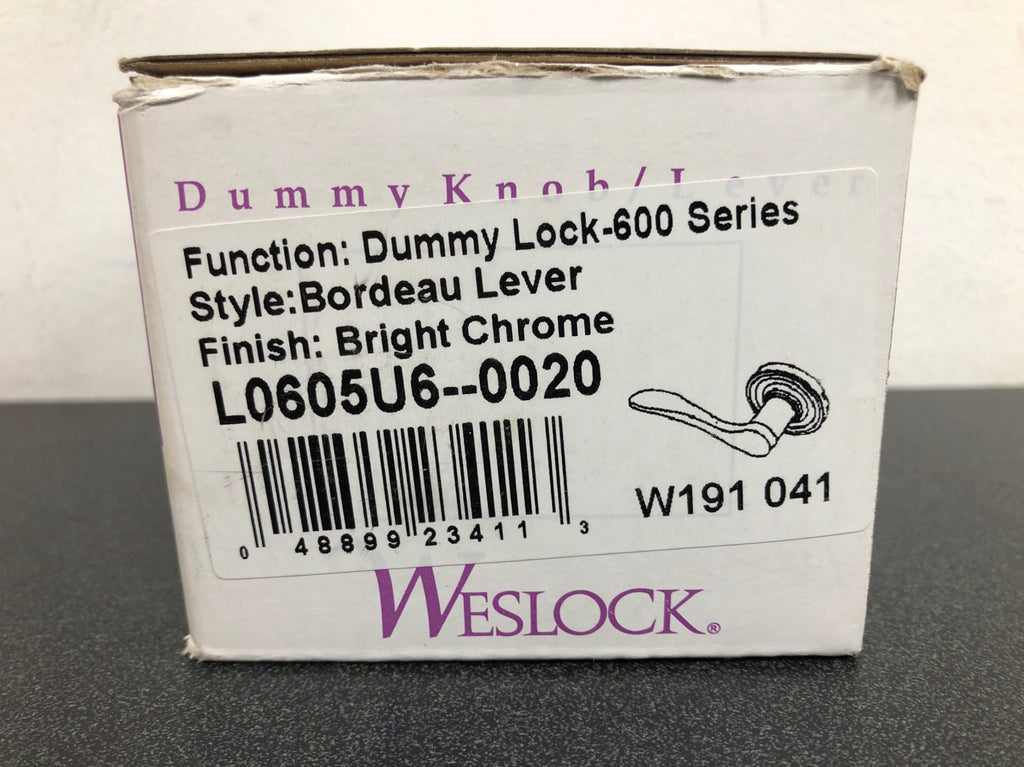 Dummy Knob/Lever
Function: Dummy Lock-600 Series
Style:Bordeau Lever
Finish: Bright Chrome
L0605U6--0020
W191 041
0 48899 23411 3
WESLOCK®